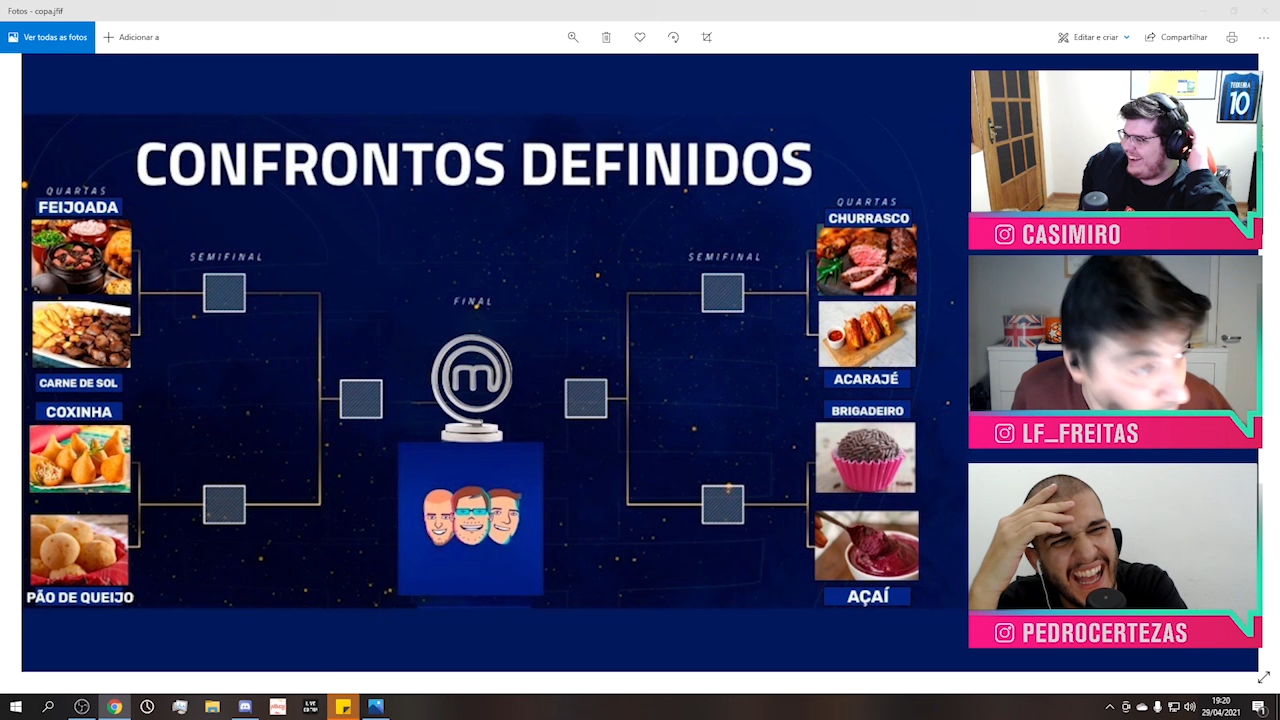 Fotos - copa.jfif
Ver todas as fotos
Adicionar a
Editar e criar
Compartilhar
CONFRONTOS DEFINIDOS
QUARTAS
FEIJOADA
SEMIFINAL
CARNE DE SOL
COXINHA
PÃO DE QUEIJO
FINAL
m
QUARTAS
CHURRASCO
SEMIFINAL
ACARAJÉ
BRIGADEIRO
AÇAÍ
TEIXEIRA
10
CASIMIRO
LF_FREITAS
PEDROCERTEZAS
19:20
29/04/2021